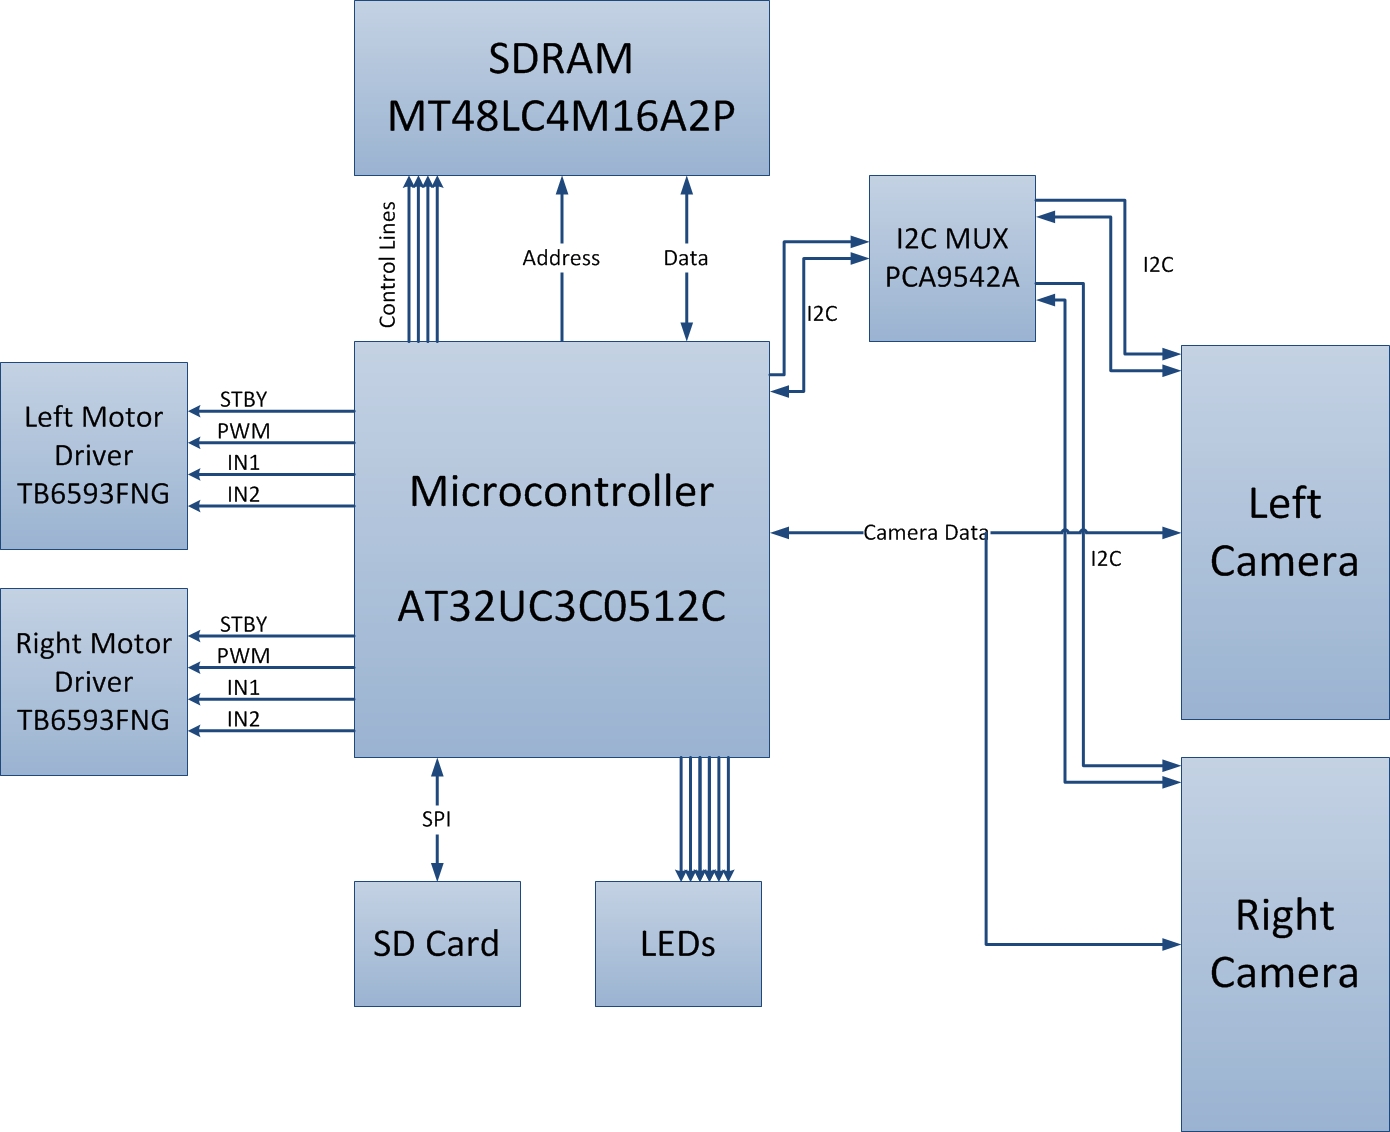 SDRAM
MT48LC4M16A2P
Control Lines
Address
Data
I2C MUX
PCA9542A
I2C
I2C
Left Motor
Driver
TB6593FNG
STBY
PWM
IN1
IN2
Microcontroller
AT32UC3C0512C
Camera Data
I2C
Left
Camera
Right Motor
Driver
TB6593FNG
STBY
PWM
IN1
IN2
SPI
SD Card
LEDs
Right
Camera